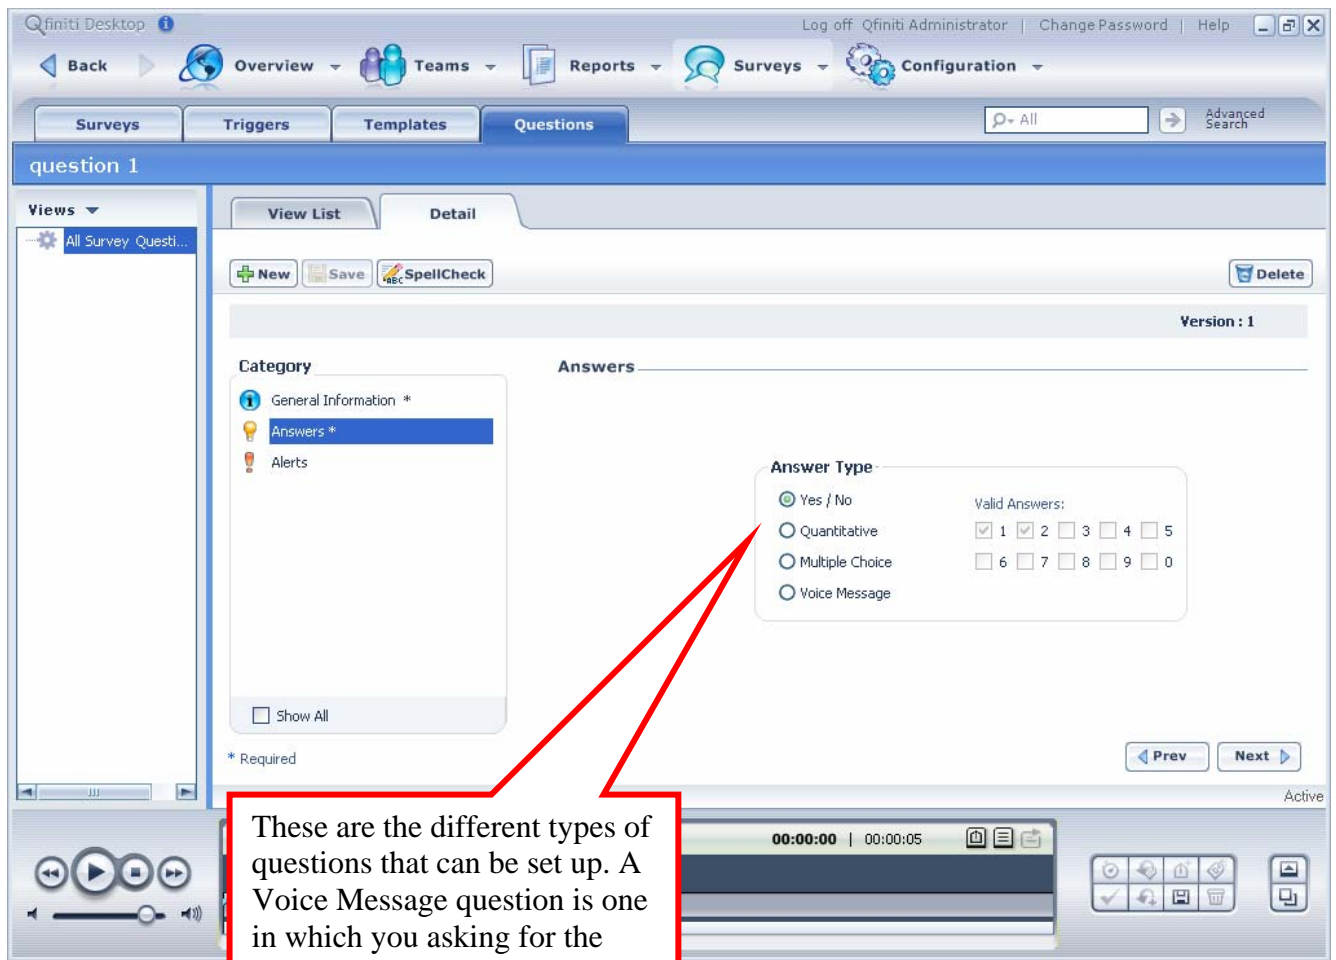 Qfiniti Desktop
Log off Qfiniti Administrator | Change Password | Help
Back
Overview
Teams
Reports
Surveys
Configuration
Surveys
Triggers
Templates
Questions
All
Advanced
Search
question 1
Views
All Survey Questi...
View List
Detail
New
Save
ABC SpellCheck
Delete
Version : 1
Category
General Information *
Answers *
Alerts
Show All
* Required
Answers
Answer Type
Yes / No
Quantitative
Multiple Choice
Voice Message
Valid Answers:
1 2 3 4 5
6 7 8 9 0
Prev
Next
Active
00:00:00 | 00:00:05
These are the different types of
questions that can be set up. A
Voice Message question is one
in which you asking for the